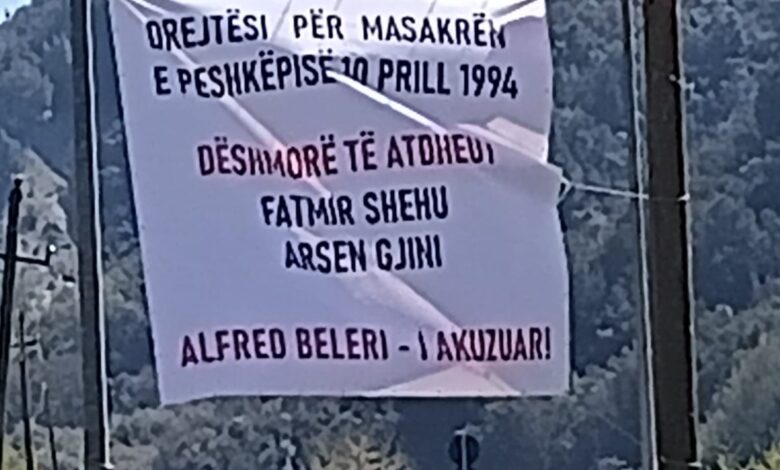 DREJTËSI PËR MASAKRËN
E PESHKËPISË 10 PRILL 1994
DËSHMORË TË ATDHEUT
FATMIR SHEHU
ARSEN GJINI
ALFRED BELERI - I AKUZUAR!